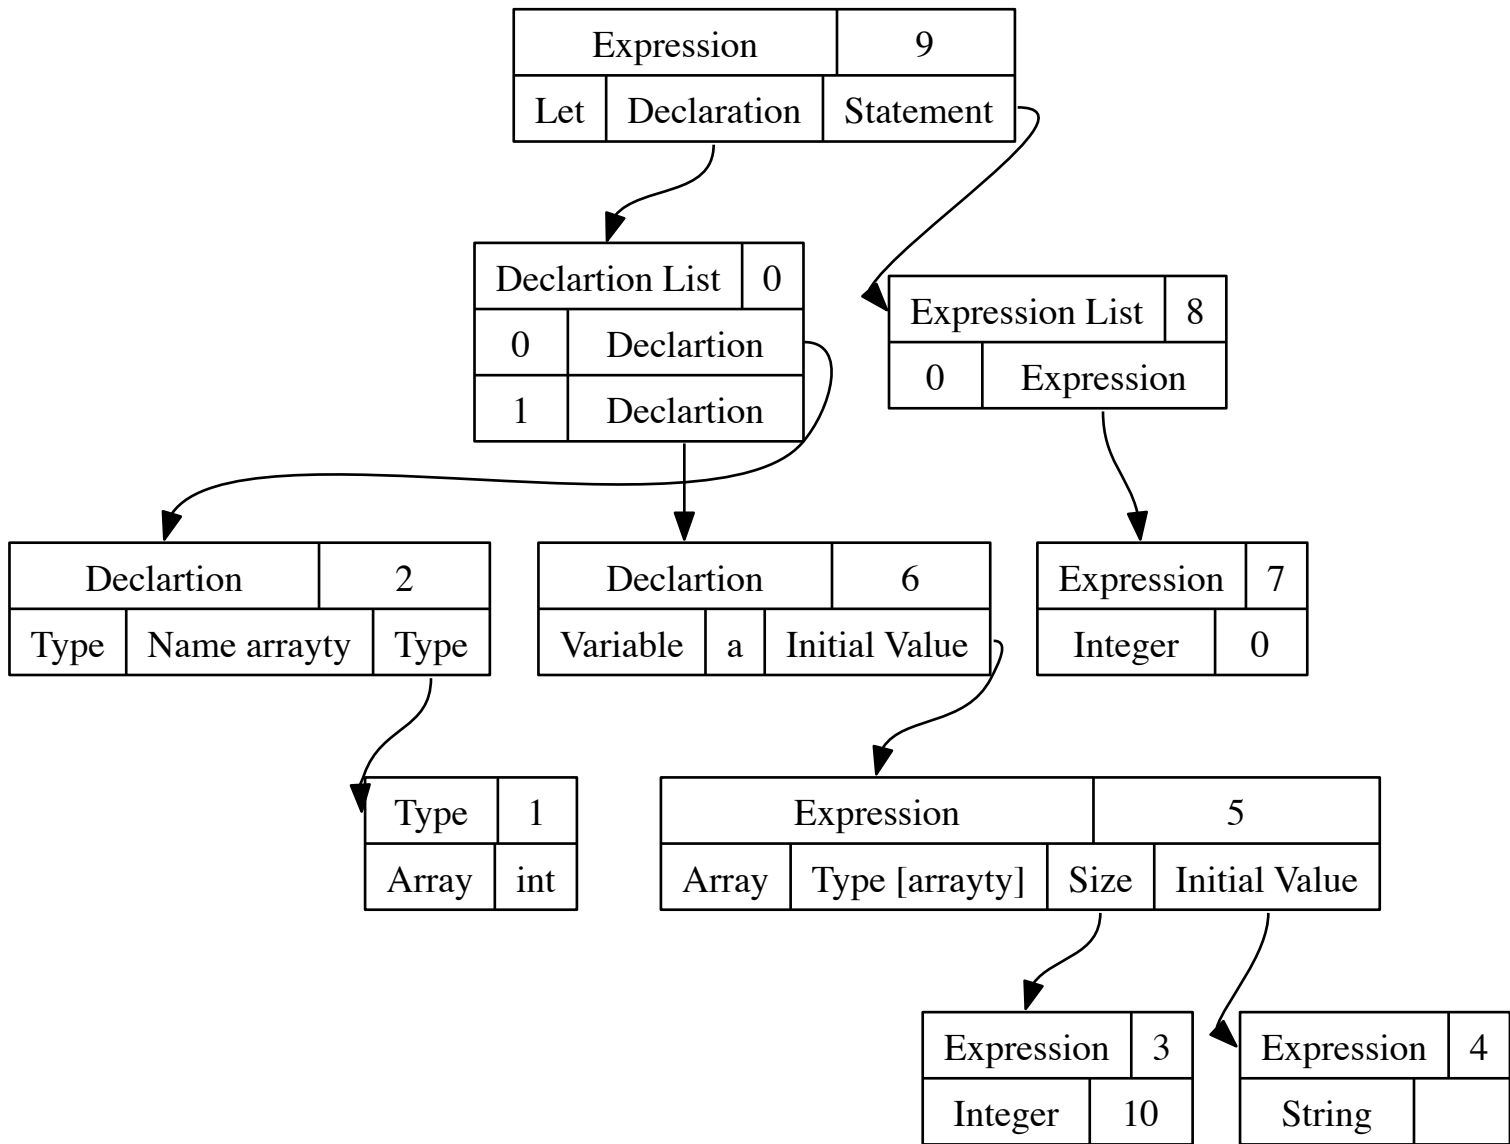 Expression 9
Let Declaration Statement
Declartion List 0
0 Declartion
1 Declartion
Expression List 8
0 Expression
Declartion 2
Type Name arrayty Type
Declartion 6
Variable a Initial Value
Expression 7
Integer 0
Type 1
Array int
Expression 5
Array Type [arrayty] Size Initial Value
Expression 3
Integer 10
Expression 4
String